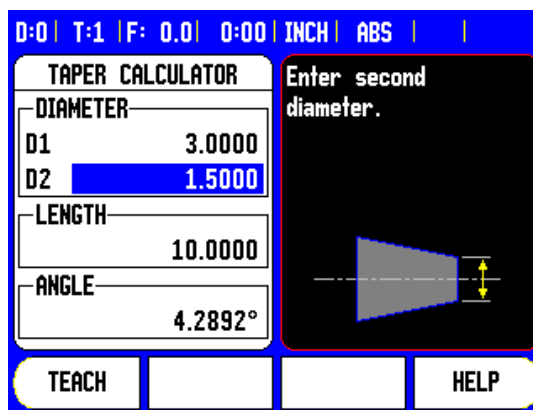 D:0| T:1 |F: 0.0| 0:00| INCH| ABS | |
TAPER CALCULATOR
DIAMETER
D1 3.0000
D2 1.5000
LENGTH
10.0000
ANGLE
4.2892°
Enter second
diameter.
TEACH HELP